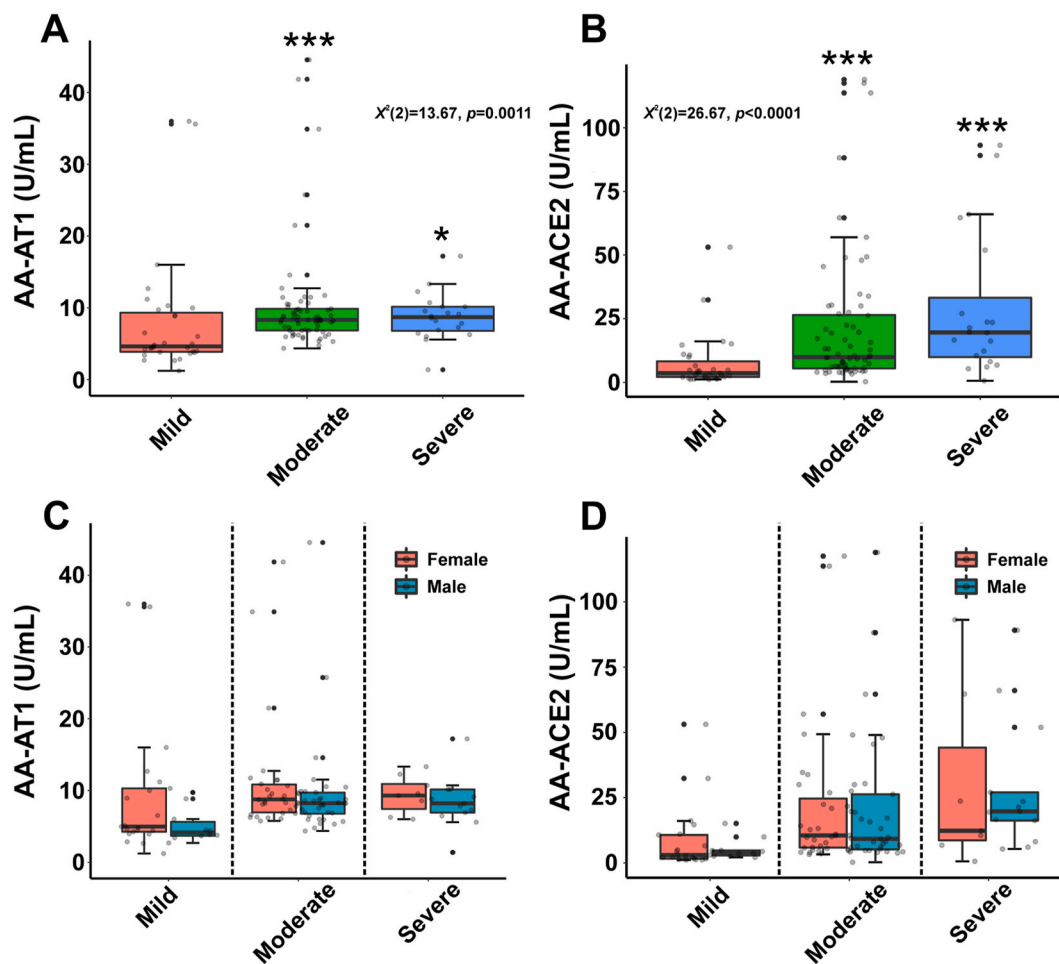 A
AA-AT1 (U/mL)
40
30
20
10
0
***
*
X²(2)=13.67, p=0.0011
Mild
Moderate
Severe
B
AA-ACE2 (U/mL)
100
75
50
25
0
***
***
X²(2)=26.67, p<0.0001
Mild
Moderate
Severe
C
AA-AT1 (U/mL)
40
30
20
10
0
Female
Male
Mild
Moderate
Severe
D
AA-ACE2 (U/mL)
100
75
50
25
0
Female
Male
Mild
Moderate
Severe